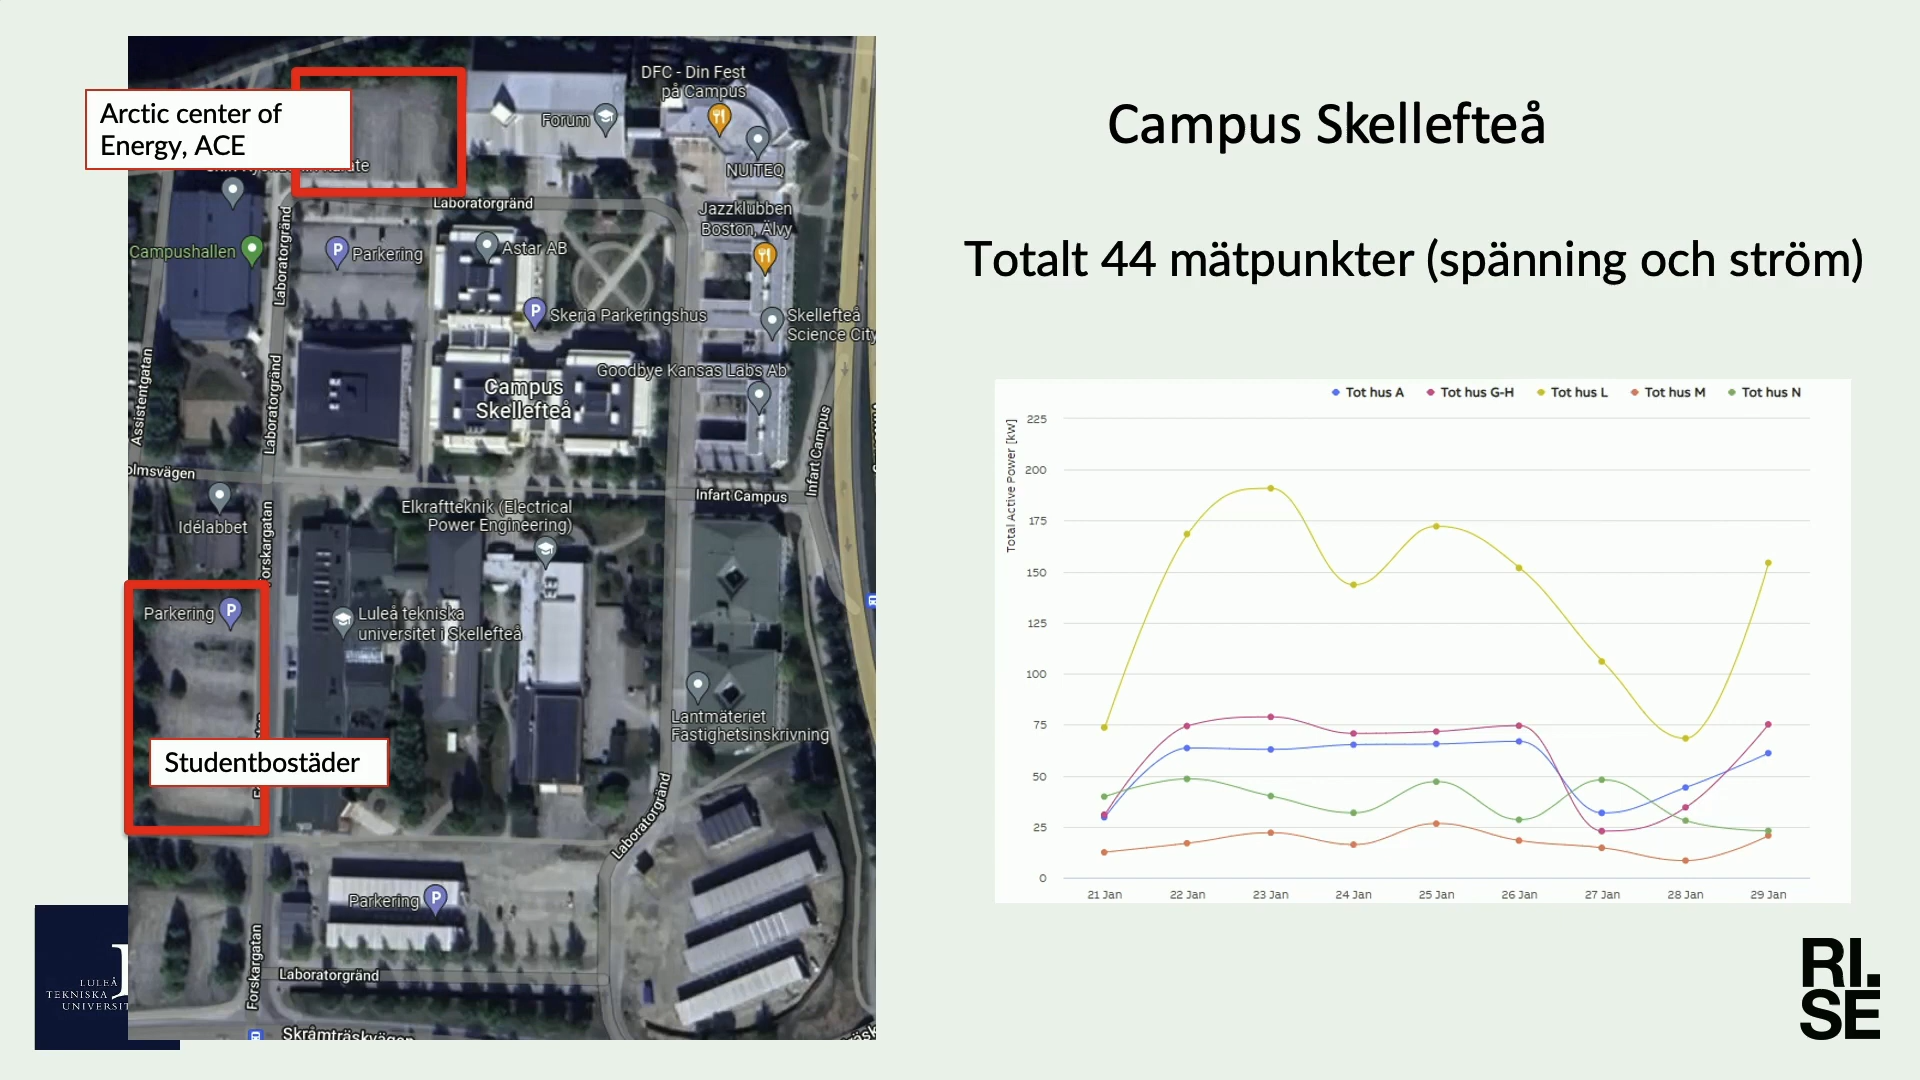 Campus Skellefteå
Totalt 44 mätpunkter (spänning och ström)
Arctic center of
Energy, ACE
DFC - Din Fest
på Campus
Forum
NUITEQ
Laboratorgränd
Jazzklubben
Boston, Älvy
Campushallen
Laboratorgränd
Parkering
Astar AB
Skeria Parkeringshus
Skellefteå
Science City
Goodbye Kansas Labs Ab
Campus
Skellefteå
Assistentgatan
Laboratorgränd
Infart Campus
olmsvägen
Infart Campus
Elkraftteknik (Electrical
Power Engineering)
Idélabbet
Forskargatan
Parkering
Luleå tekniska
universitet i Skellefteå
Lantmäteriet
Fastighetsinskrivning
Studentbostäder
Laboratorgränd
Parkering
Forskargatan
Laboratorgränd
Skråmträskvägen
LULEÅ
TEKNISKA
UNIVERSIT
Tot hus A Tot hus G-H Tot hus L Tot hus M Tot hus N
Total Active Power [kW]
225
200
175
150
125
100
75
50
25
0
21 Jan 22 Jan 23 Jan 24 Jan 25 Jan 26 Jan 27 Jan 28 Jan 29 Jan
RI.
SE